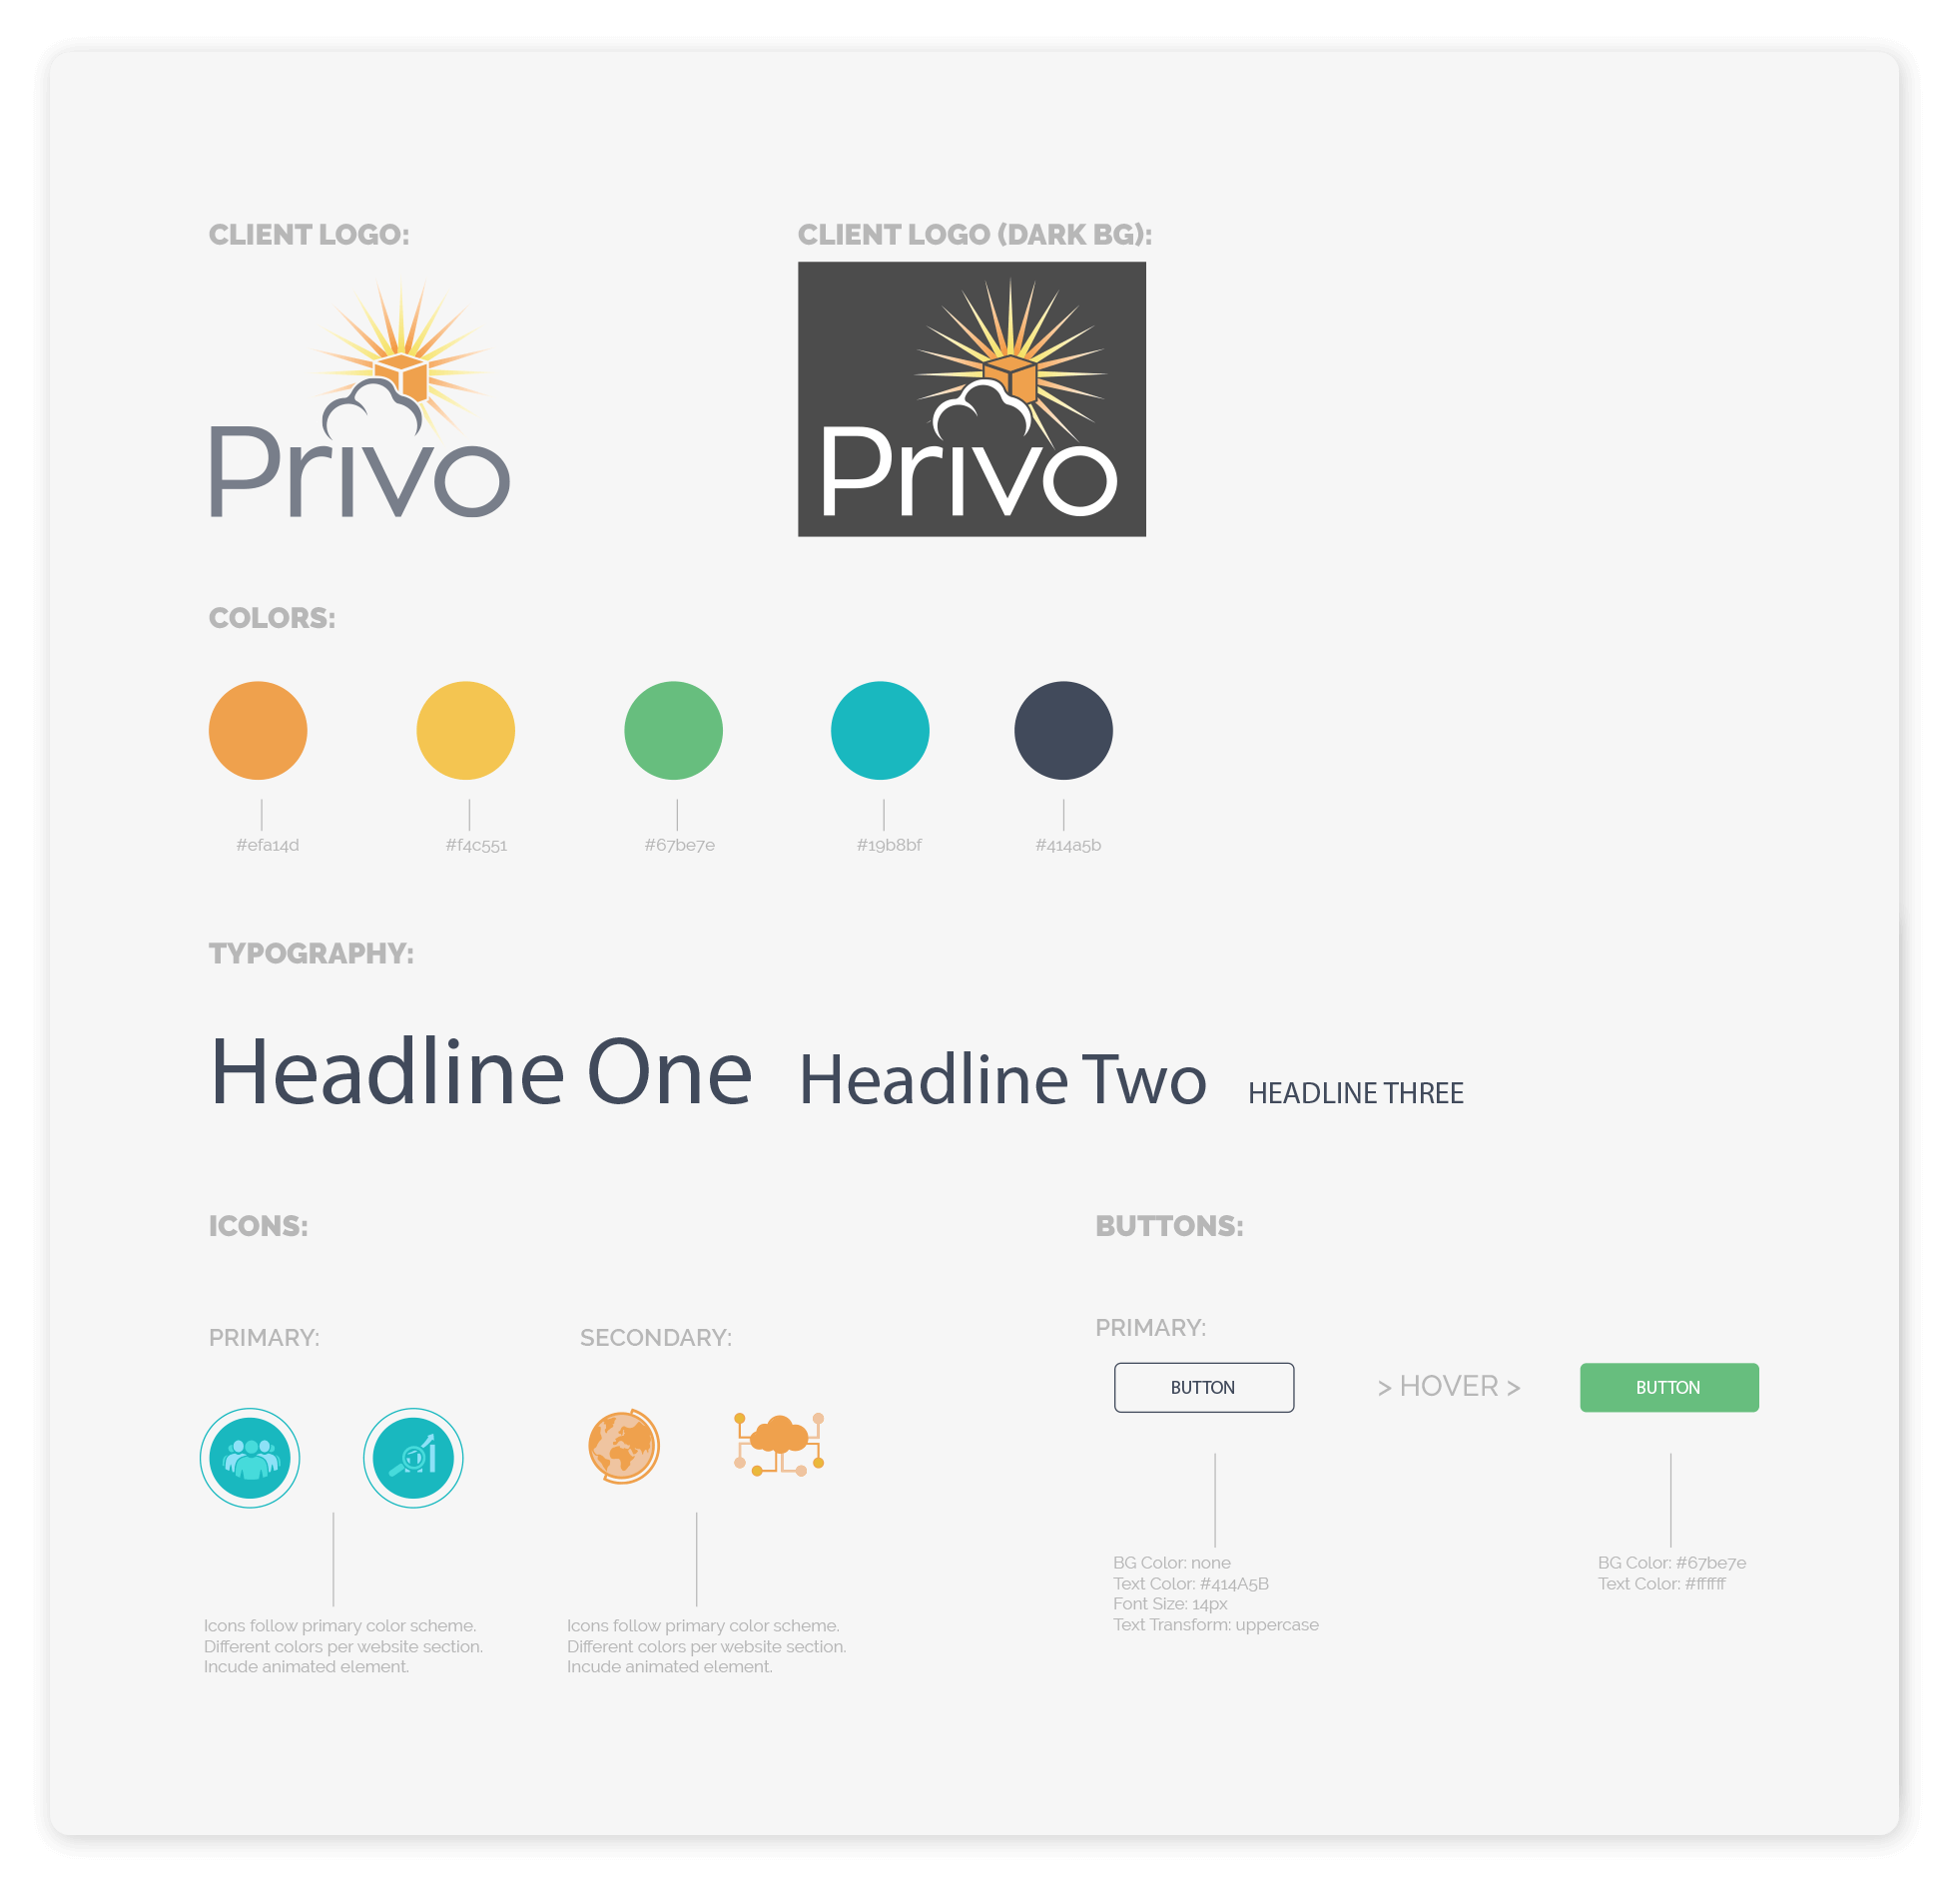 CLIENT LOGO:
CLIENT LOGO (DARK BG):
Privo
Privo
COLORS:
#efa14d
#f4c551
#67be7e
#19b8bf
#414a5b
TYPOGRAPHY:
Headline One
Headline Two
HEADLINE THREE
ICONS:
PRIMARY:
SECONDARY:
Icons follow primary color scheme.
Different colors per website section.
Incude animated element.
Icons follow primary color scheme.
Different colors per website section.
Incude animated element.
BUTTONS:
PRIMARY:
BUTTON
> HOVER >
BUTTON
BG Color: none
Text Color: #414A5B
Font Size: 14px
Text Transform: uppercase
BG Color: #67be7e
Text Color: #ffffff